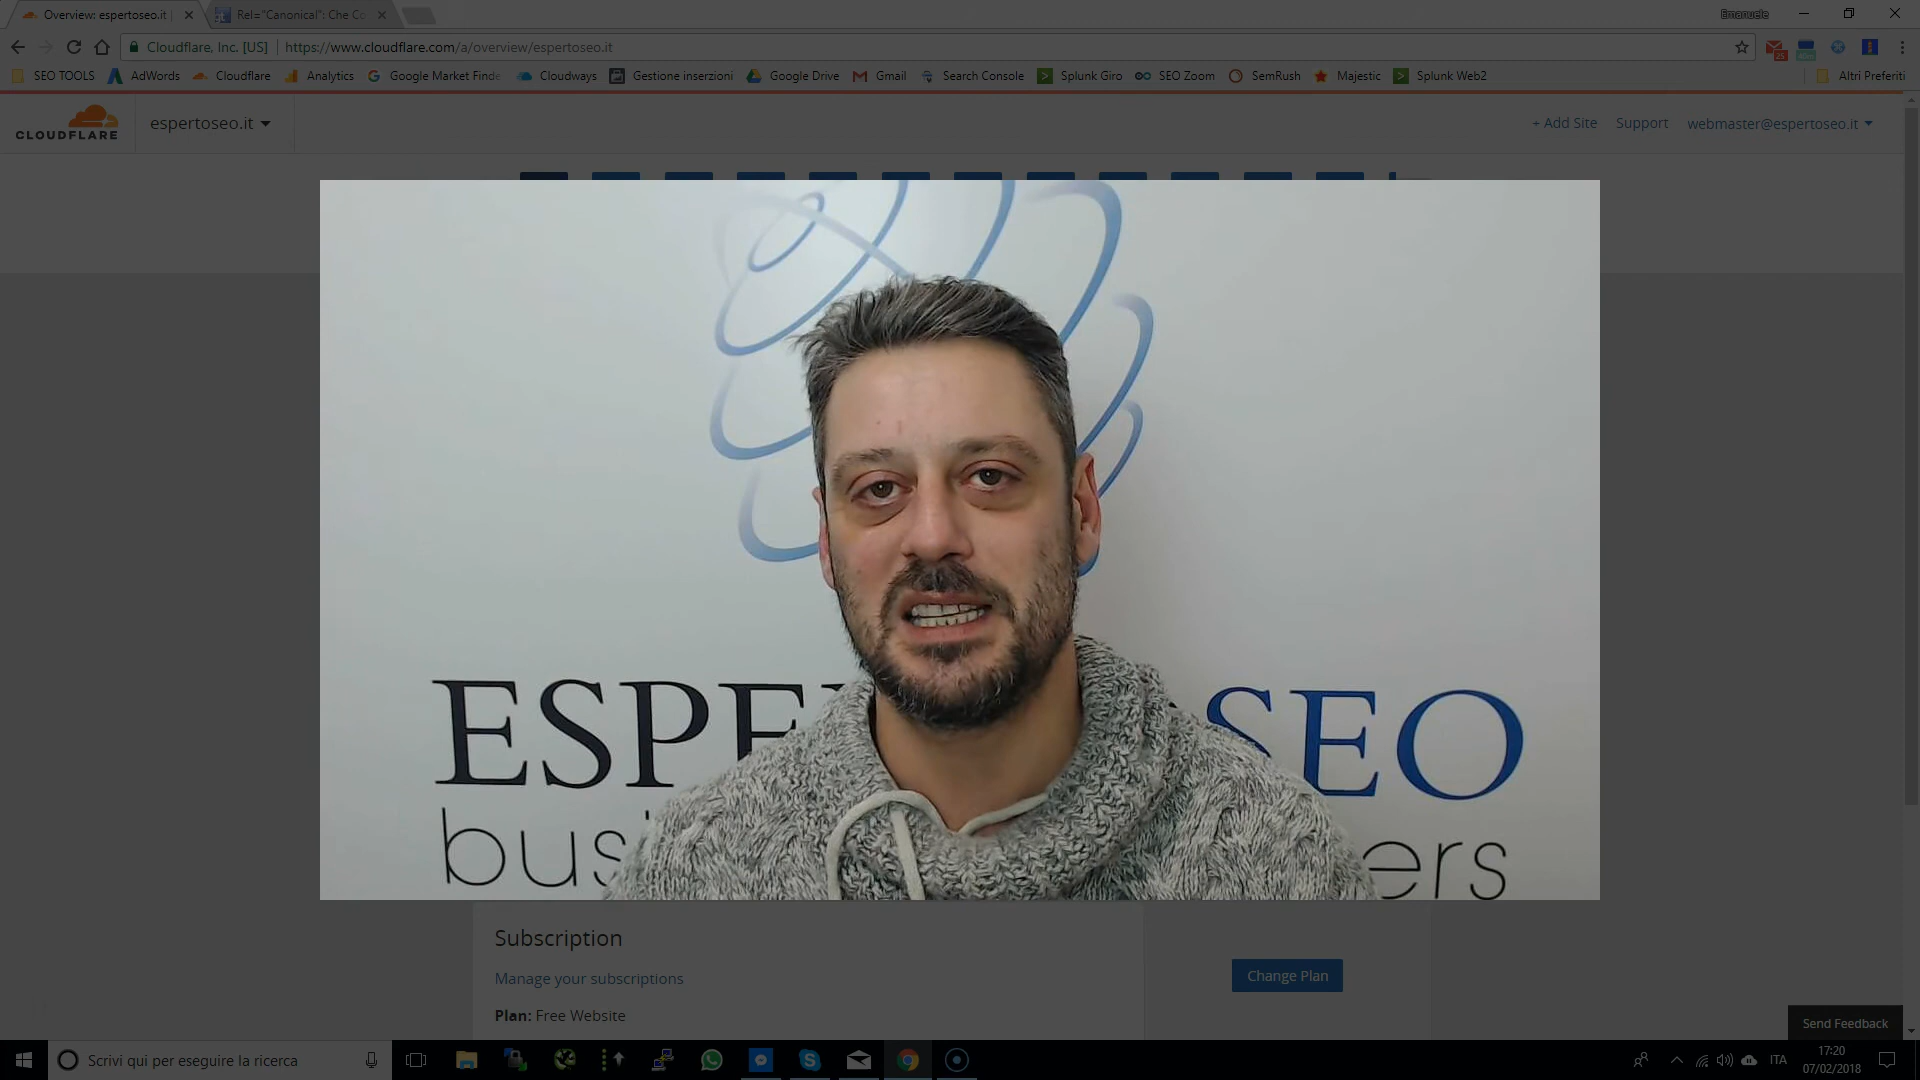 Overview: espertoseo.it
Rel="Canonical": Che Co
Emanuele
Cloudflare, Inc. [US]
https://www.cloudflare.com/a/overview/espertoseo.it
SEO TOOLS
AdWords
Cloudflare
Analytics
Google Market Finde
Cloudways
Gestione inserzioni
Google Drive
Gmail
Search Console
Splunk Giro
SEO Zoom
SemRush
Majestic
Splunk Web2
Altri Preferiti
CLOUDFLARE
espertoseo.it
+ Add Site
Support
webmaster@espertoseo.it
ESPE SEO
bus ers
Subscription
Manage your subscriptions
Change Plan
Plan: Free Website
Send Feedback
Scrivi qui per eseguire la ricerca
ITA
17:20
07/02/2018